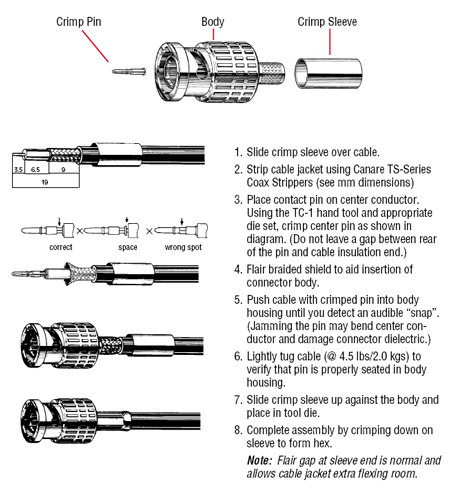 Crimp Pin
Body
Crimp Sleeve
3.5
6.5
9
19
correct
space
wrong spot
1. Slide crimp sleeve over cable.
2. Strip cable jacket using Canare TS-Series
Coax Strippers (see mm dimensions)
3. Place contact pin on center conductor.
Using the TC-1 hand tool and appropriate
die set, crimp center pin as shown in
diagram. (Do not leave a gap between rear
of the pin and cable insulation end.)
4. Flair braided shield to aid insertion of
connector body.
5. Push cable with crimped pin into body
housing until you detect an audible “snap”.
(Jamming the pin may bend center con-
ductor and damage connector dielectric.)
6. Lightly tug cable (@ 4.5 lbs/2.0 kgs) to
verify that pin is properly seated in body
housing.
7. Slide crimp sleeve up against the body and
place in tool die.
8. Complete assembly by crimping down on
sleeve to form hex.
Note: Flair gap at sleeve end is normal and
allows cable jacket extra flexing room.